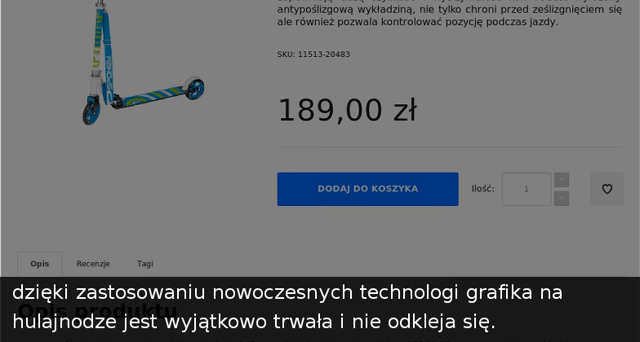 antypoślizgową wykładziną, nie tylko chroni przed ześlizgnięciem się
ale również pozwala kontrolować pozycję podczas jazdy.
SKU: 11513-20483
189,00 zł
DODAJ DO KOSZYKA
Ilość:
1
Opis
Recenzje
Tagi
Opis produktu
dzięki zastosowaniu nowoczesnych technologi grafika na
hulajnodze jest wyjątkowo trwała i nie odkleja się.